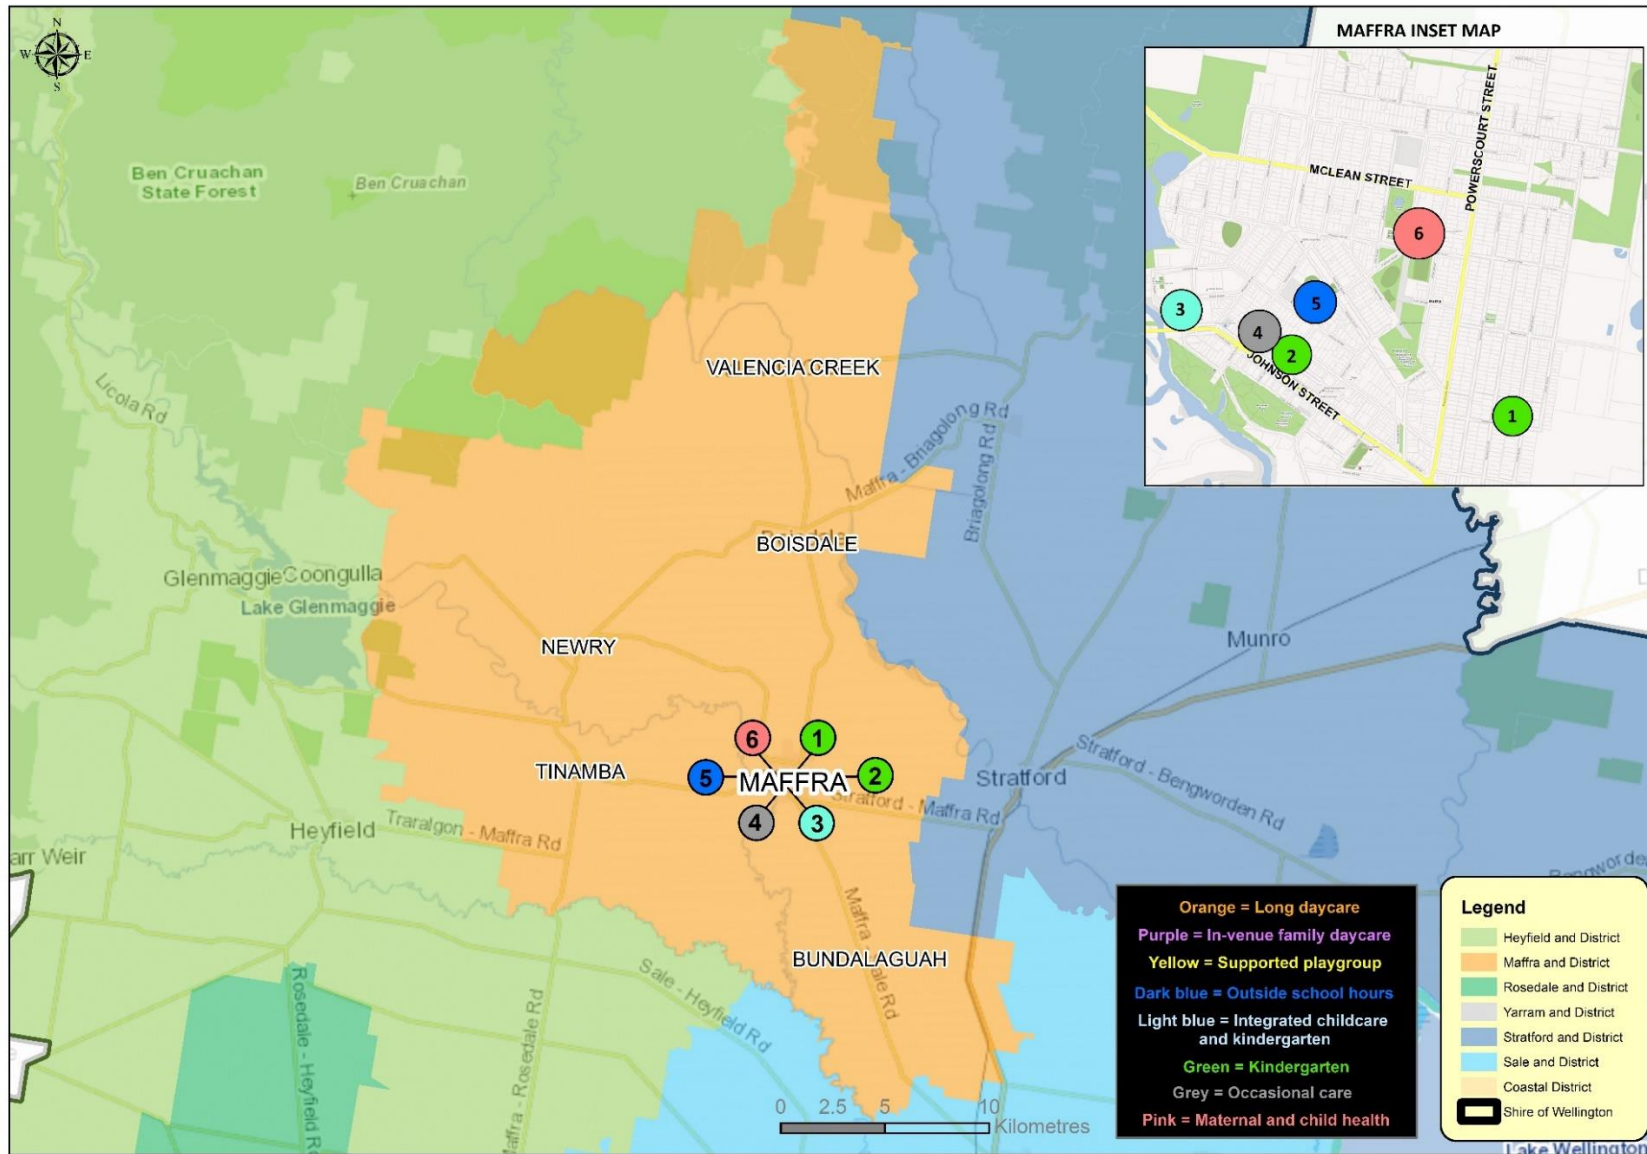 N
W E
S
MAFFRA INSET MAP
POWERSCOURT STREET
MCLEAN STREET
6
5
3
4
2
JOHNSON STREET
1
Ben Cruachan
State Forest
Ben Cruachan
Licola Rd
VALENCIA CREEK
Maffra - Briagolong Rd
Briagolong Rd
BOISDALE
Glenmaggie
Coongulla
Lake Glenmaggie
NEWRY
Munro
6
1
TINAMBA
5
MAFFRA
2
Stratford
Stratford - Bengworden Rd
Stratford - Maffra Rd
4
3
Heyfield
Traralgon - Maffra Rd
arr Weir
Bengworden
BUNDALAGUAH
Maffra - Sale Rd
Sale - Heyfield Rd
Rosedale - Heyfield Rd
Maffra - Rosedale Rd
0 2.5 5 10
Kilometres
Orange = Long daycare
Purple = In-venue family daycare
Yellow = Supported playgroup
Dark blue = Outside school hours
Light blue = Integrated childcare
and kindergarten
Green = Kindergarten
Grey = Occasional care
Pink = Maternal and child health
Legend
Heyfield and District
Maffra and District
Rosedale and District
Yarram and District
Stratford and District
Sale and District
Coastal District
Shire of Wellington
Lake Wellington